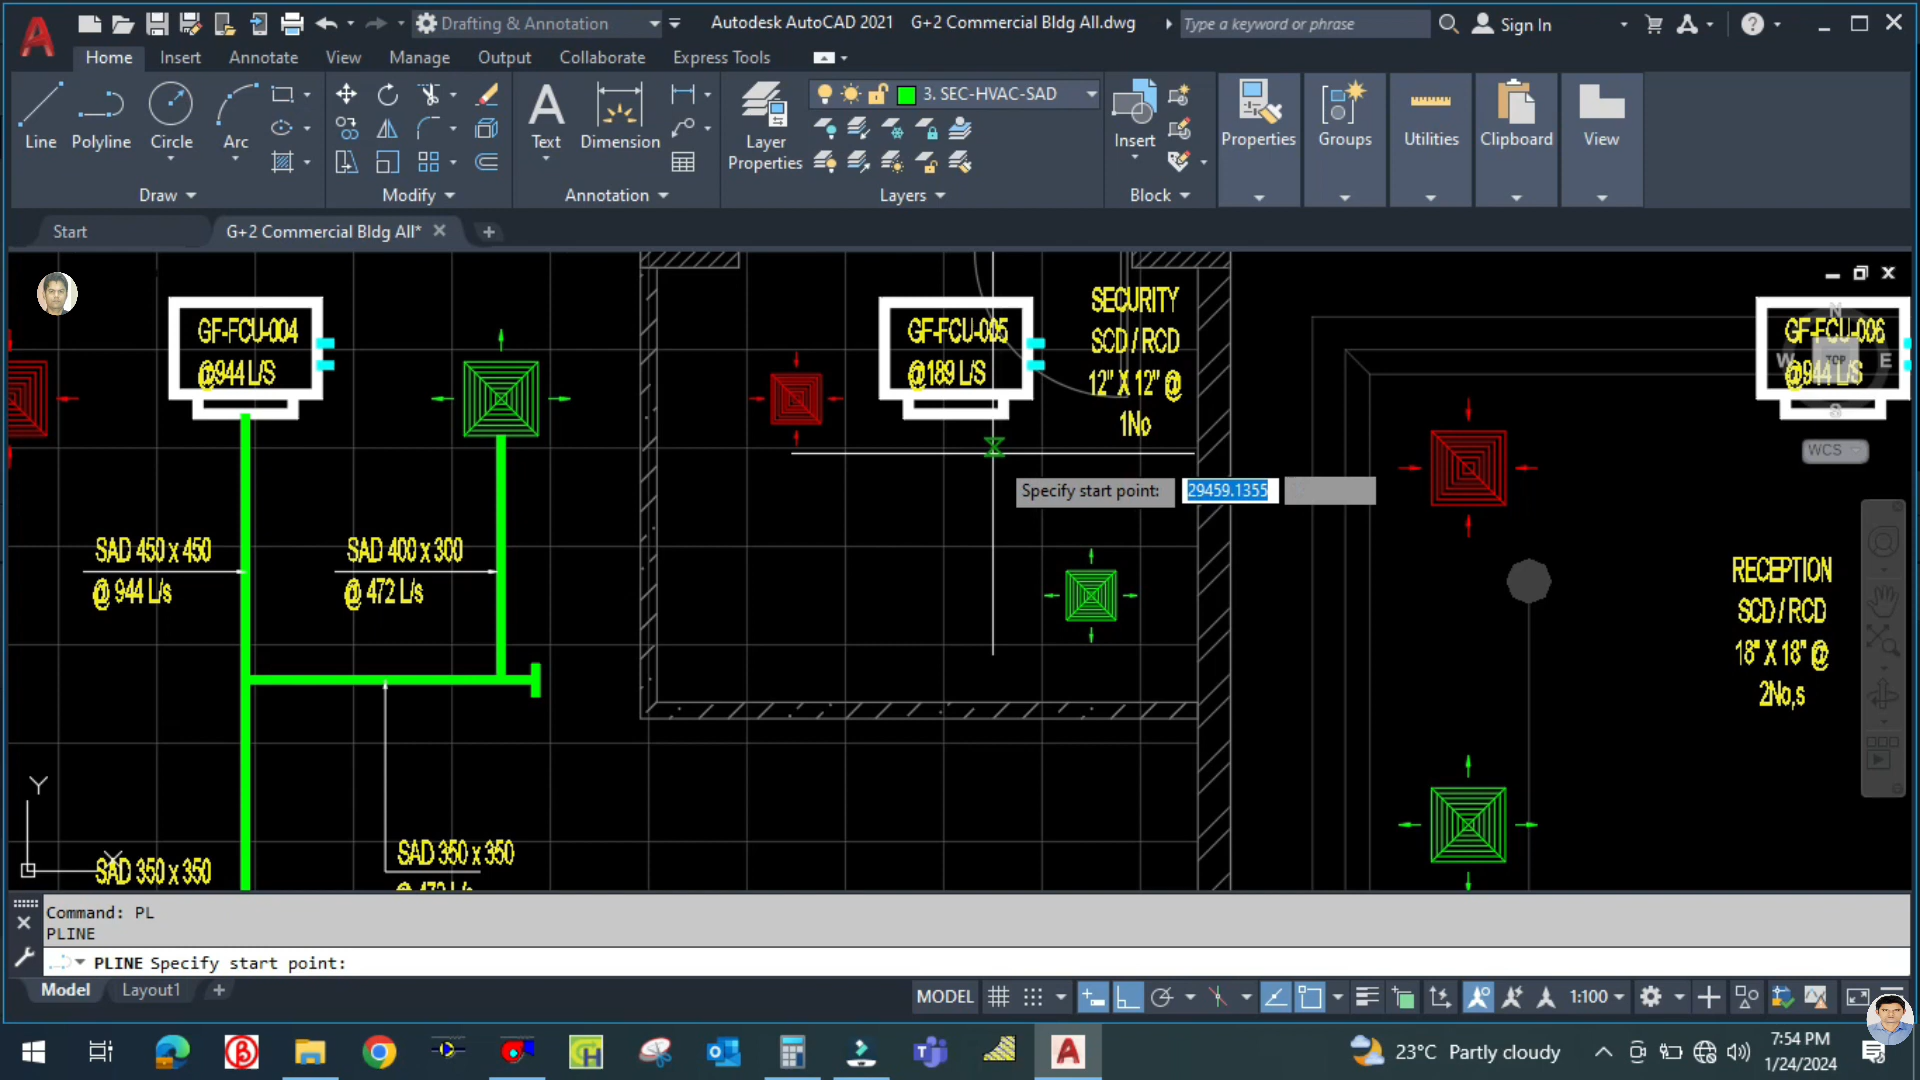 Drafting & Annotation
Autodesk AutoCAD 2021
G+2 Commercial Bldg All.dwg
Type a keyword or phrase
Sign In
Home
Insert
Annotate
View
Manage
Output
Collaborate
Express Tools
3. SEC-HVAC-SAD
Line
Polyline
Circle
Arc
Text
Dimension
Layer
Properties
Insert
Properties
Groups
Utilities
Clipboard
View
Draw
Modify
Annotation
Layers
Block
Start
G+2 Commercial Bldg All*
GF-FCU-004
@944 L/S
GF-FCU-005
@189 L/S
SECURITY
SCD / RCD
12" X 12" @
1No
GF-FCU-006
@944 L/S
N
W
TOP
E
S
WCS
Specify start point:
29459.1355
SAD 450 x 450
@ 944 L/s
SAD 400 x 300
@ 472 L/s
RECEPTION
SCD / RCD
18" X 18" @
2No,s
Y
X
SAD 350 x 350
SAD 350 x 350
@ 472 L/s
Command: PL
PLINE
PLINE Specify start point:
Model
Layout1
MODEL
1:100
23°C Partly cloudy
7:54 PM
1/24/2024